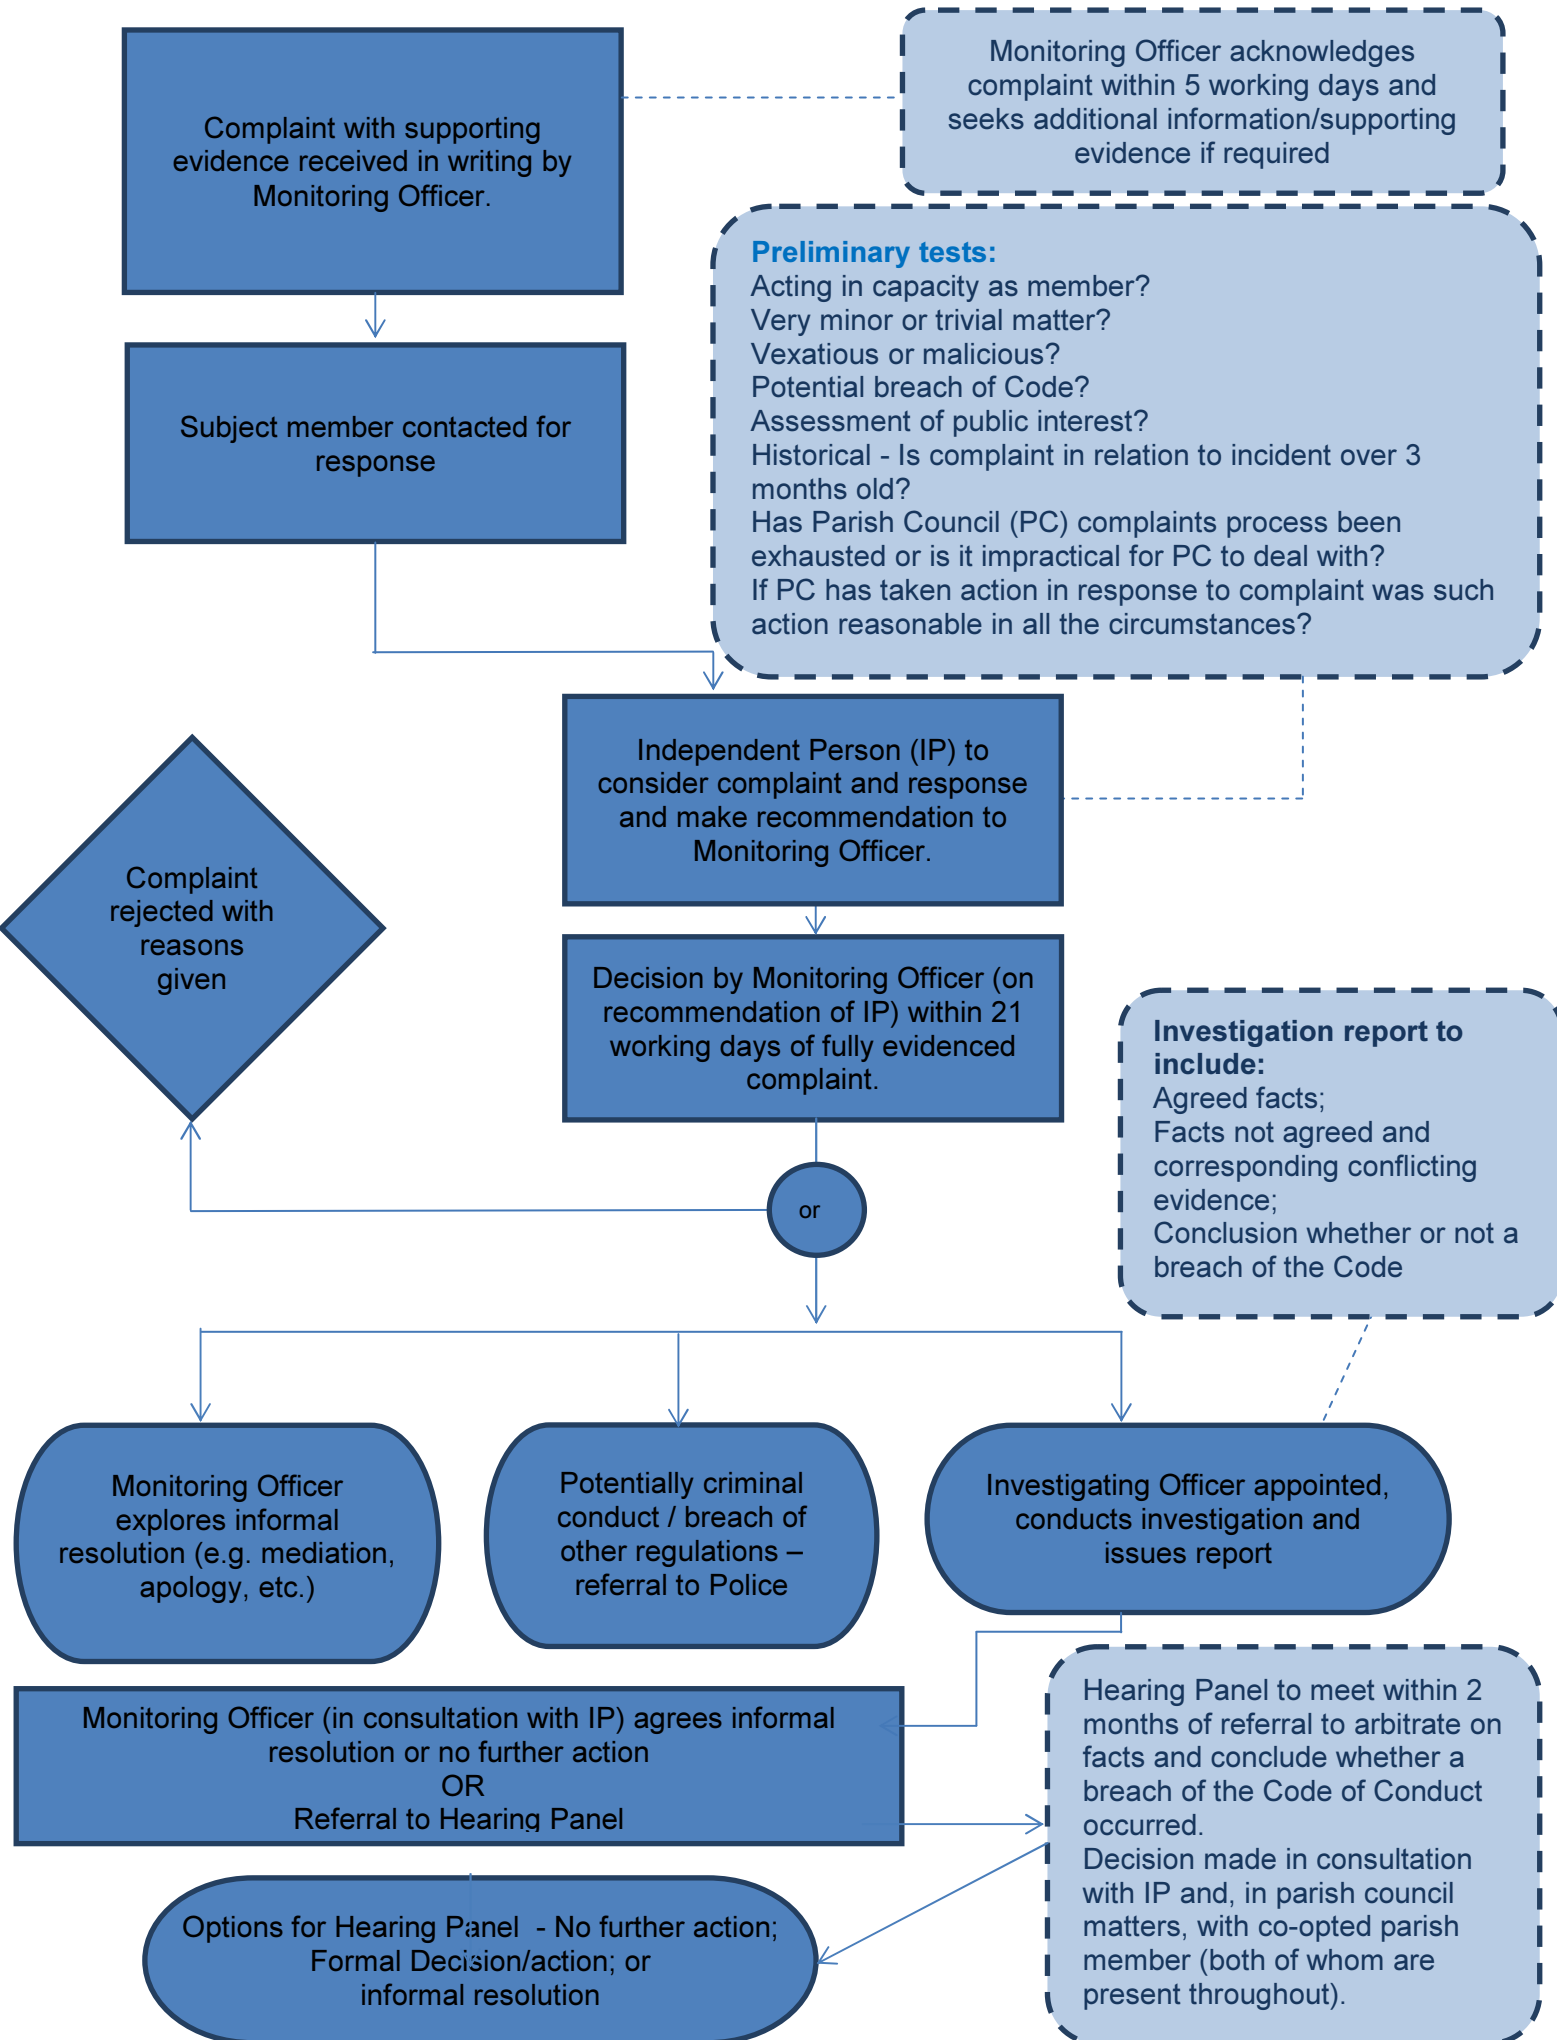 Complaint with supporting
evidence received in writing by
Monitoring Officer.
Monitoring Officer acknowledges
complaint within 5 working days and
seeks additional information/supporting
evidence if required
Preliminary tests:
Acting in capacity as member?
Very minor or trivial matter?
Vexatious or malicious?
Potential breach of Code?
Assessment of public interest?
Historical - Is complaint in relation to incident over 3
months old?
Has Parish Council (PC) complaints process been
exhausted or is it impractical for PC to deal with?
If PC has taken action in response to complaint was such
action reasonable in all the circumstances?
Subject member contacted for
response
Independent Person (IP) to
consider complaint and response
and make recommendation to
Monitoring Officer.
Complaint
rejected with
reasons
given
Decision by Monitoring Officer (on
recommendation of IP) within 21
working days of fully evidenced
complaint.
or
Investigation report to
include:
Agreed facts;
Facts not agreed and
corresponding conflicting
evidence;
Conclusion whether or not a
breach of the Code
Monitoring Officer
explores informal
resolution (e.g. mediation,
apology, etc.)
Potentially criminal
conduct / breach of
other regulations –
referral to Police
Investigating Officer appointed,
conducts investigation and
issues report
Monitoring Officer (in consultation with IP) agrees informal
resolution or no further action
OR
Referral to Hearing Panel
Hearing Panel to meet within 2
months of referral to arbitrate on
facts and conclude whether a
breach of the Code of Conduct
occurred.
Decision made in consultation
with IP and, in parish council
matters, with co-opted parish
member (both of whom are
present throughout).
Options for Hearing Panel - No further action;
Formal Decision/action; or
informal resolution